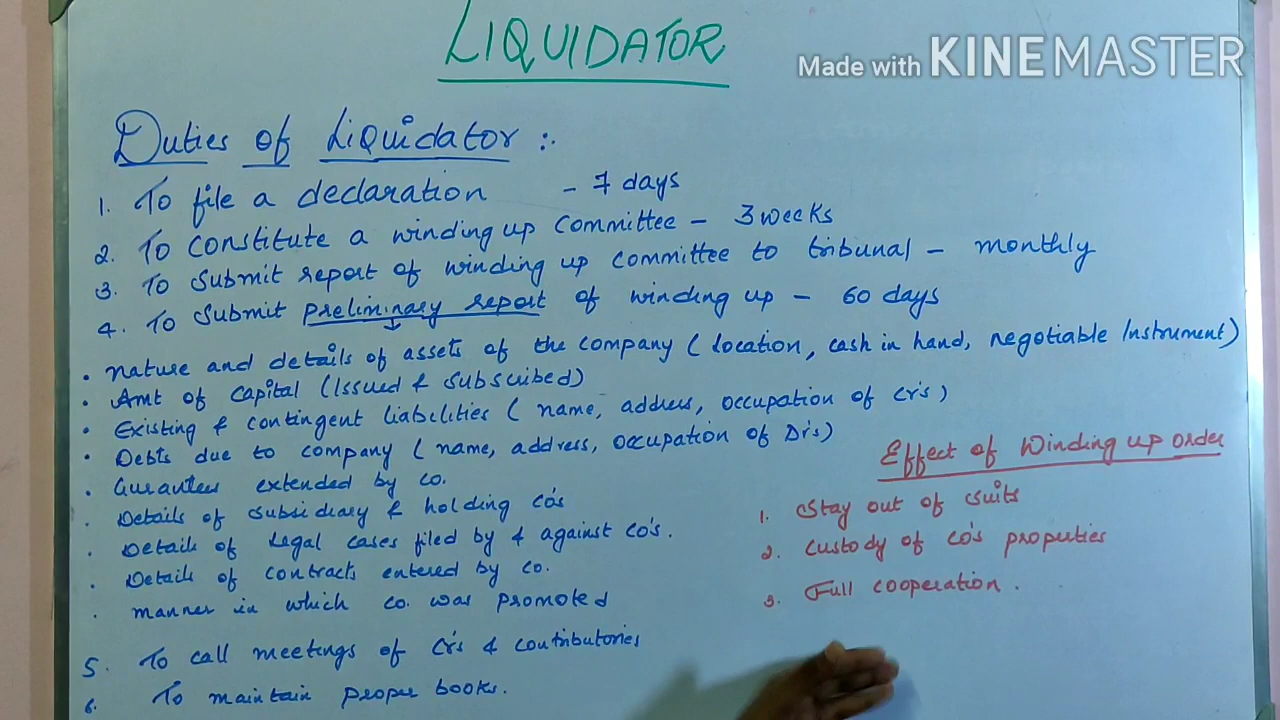 LIQUIDATOR
Made with KINEMASTER
Duties of Liquidator :-
1. To file a declaration - 7 days
2. To constitute a winding up committee - 3 weeks
3. To submit report of winding up committee to tribunal - monthly
4. To submit preliminary report of winding up - 60 days
• Nature and details of assets of the company (location, cash in hand, negotiable Instrument)
• Amt of capital (Issued & subscribed)
• Existing & contingent liabilities (name, address, occupation of Cr's)
• Debts due to company (name, address, occupation of Dr's)
• Gurantees extended by co.
• Details of subsidiary & holding co's
• Details of legal cases filed by & against co's.
• Details of contracts entered by co.
• manner in which co. was promoted
5. To call meetings of Cr's & contributories
6. To maintain proper books.
Effect of Winding up order
1. Stay out of suits
2. Custody of co's properties
3. Full cooperation.